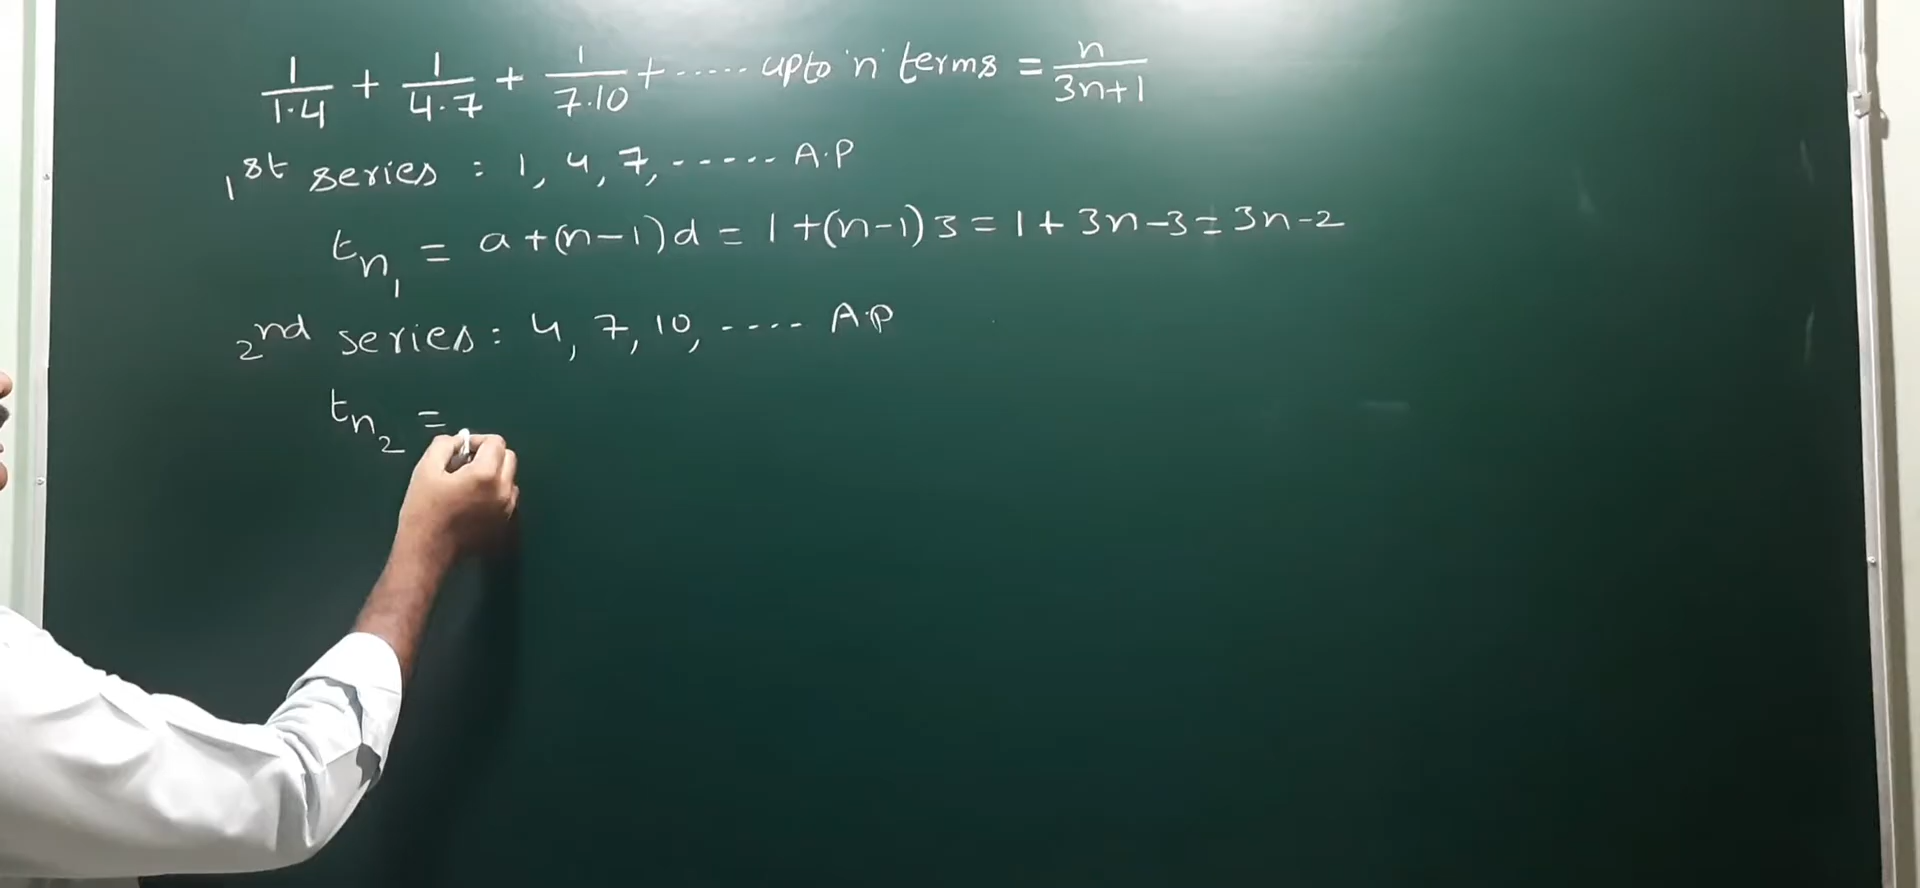 1/1·4 + 1/4·7 + 1/7·10 + ..... upto 'n' terms = n/3n+1
1st series : 1, 4, 7, ...... A.P
tn1 = a+(n-1)d = 1+(n-1)3 = 1+3n-3 = 3n-2
2nd series: 4, 7, 10, .... A.P
tn2 =